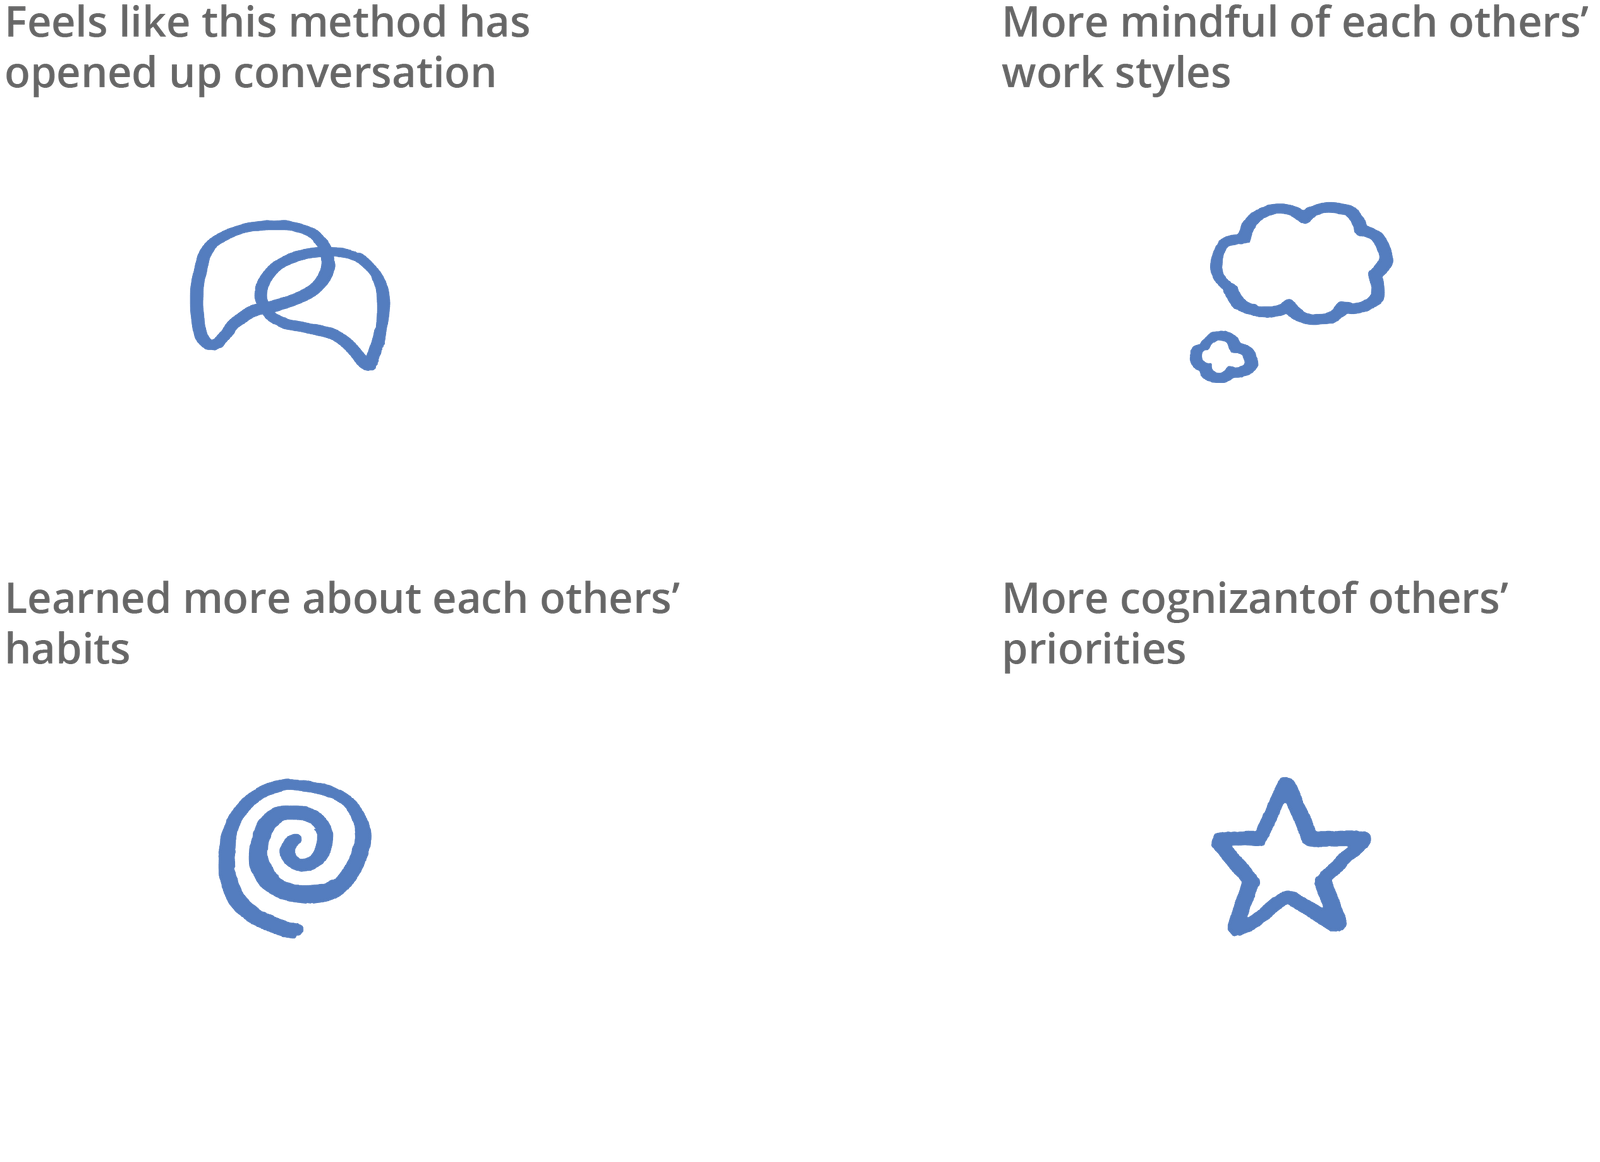 Feels like this method has
opened up conversation
More mindful of each others’
work styles
Learned more about each others’
habits
More cognizantof others’
priorities